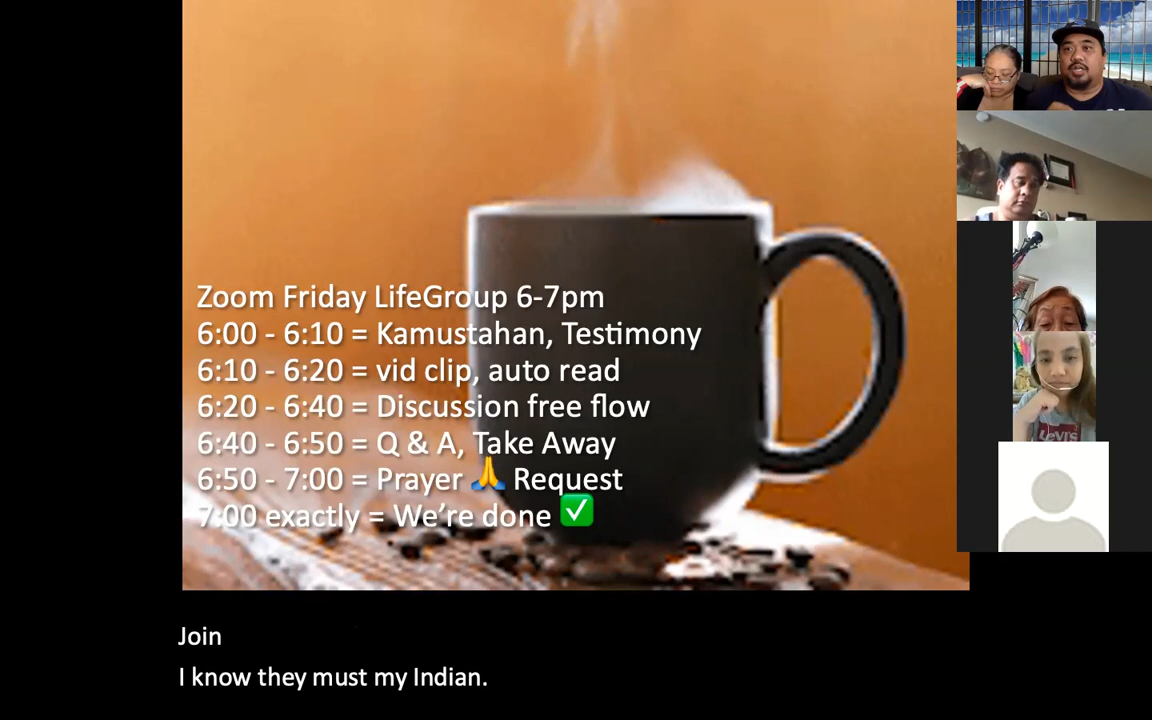 Zoom Friday LifeGroup 6-7pm
6:00 - 6:10 = Kamustahan, Testimony
6:10 - 6:20 = vid clip, auto read
6:20 - 6:40 = Discussion free flow
6:40 - 6:50 = Q & A, Take Away
6:50 - 7:00 = Prayer 🙏 Request
7:00 exactly = We’re done ✅
Levi's
Join
I know they must my Indian.